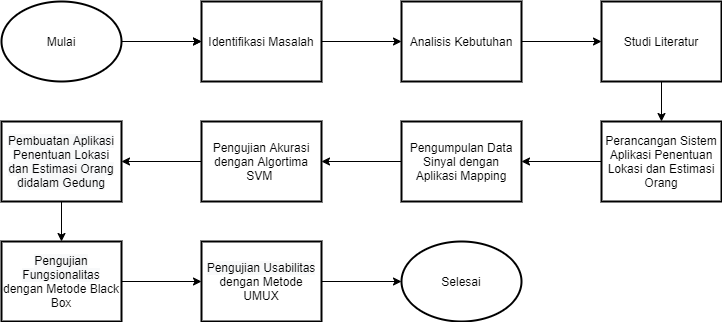 Mulai
Identifikasi Masalah
Analisis Kebutuhan
Studi Literatur
Perancangan Sistem
Aplikasi Penentuan
Lokasi dan Estimasi
Orang
Pengumpulan Data
Sinyal dengan
Aplikasi Mapping
Pengujian Akurasi
dengan Algortima
SVM
Pembuatan Aplikasi
Penentuan Lokasi
dan Estimasi Orang
didalam Gedung
Pengujian
Fungsionalitas
dengan Metode Black
Box
Pengujian Usabilitas
dengan Metode
UMUX
Selesai